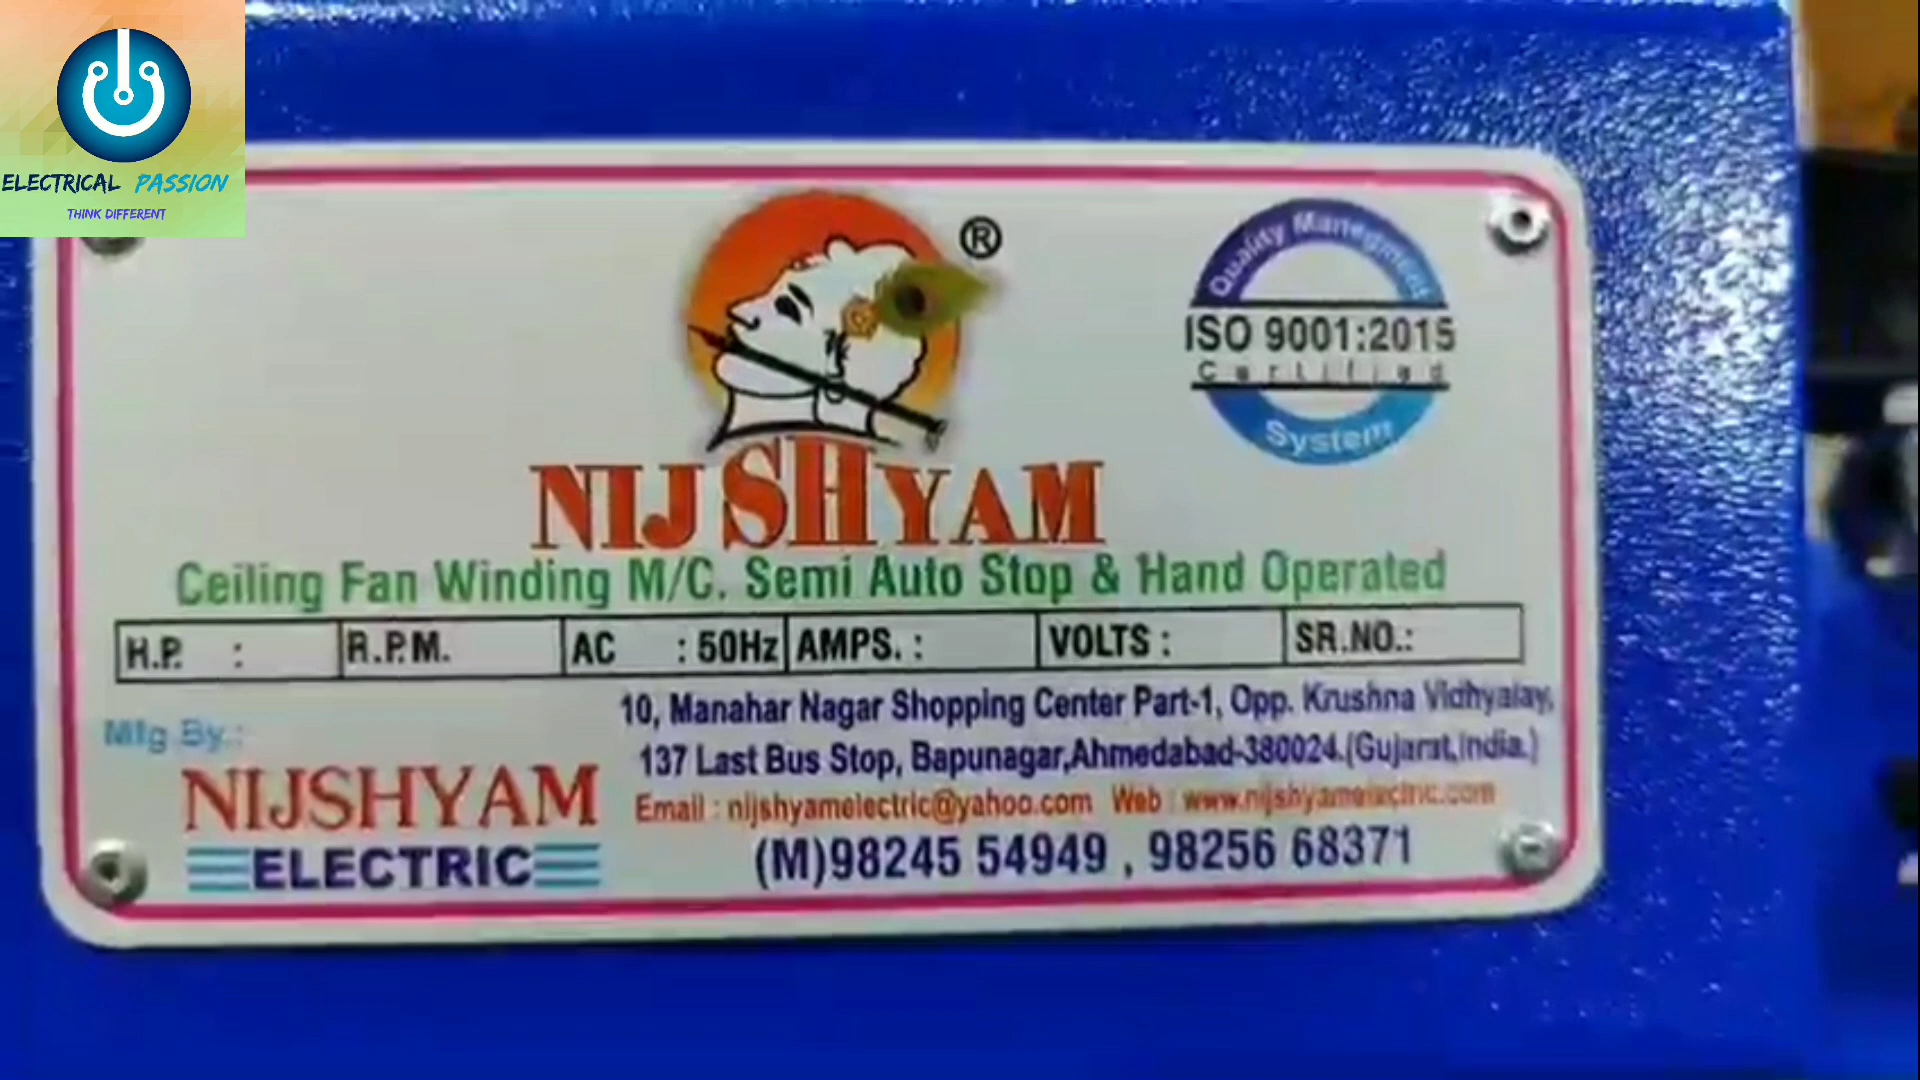 ELECTRICAL PASSION
THINK DIFFERENT
®
Quality Manegment
ISO 9001:2015
Certified
System
NIJSHYAM
Ceiling Fan Winding M/C. Semi Auto Stop & Hand Operated
H.P. : R.P.M. AC : 50Hz AMPS. : VOLTS : SR.NO.:
10, Manahar Nagar Shopping Center Part-1, Opp. Krushna Vidhyalay,
137 Last Bus Stop, Bapunagar,Ahmedabad-380024.(Gujarat,India.)
Mfg By.:
NIJSHYAM
ELECTRIC
Email : nijshyamelectric@yahoo.com Web : www.nijshyamelectric.com
(M)98245 54949 , 98256 68371